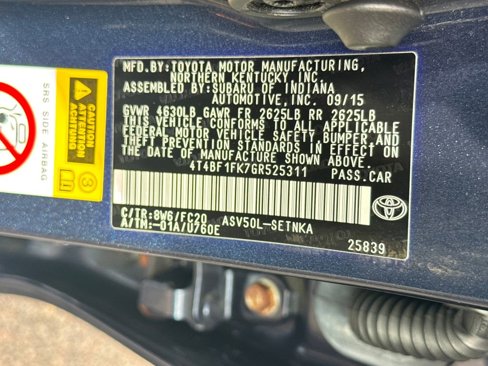 MFD.BY:TOYOTA MOTOR MANUFACTURING,
NORTHERN KENTUCKY,INC.
ASSEMBLED BY:SUBARU OF INDIANA
AUTOMOTIVE,INC. 09/15
GVWR 4630LB GAWR FR 2625LB RR 2625LB
THIS VEHICLE CONFORMS TO ALL APPLICABLE
FEDERAL MOTOR VEHICLE SAFETY, BUMPER, AND
THEFT PREVENTION STANDARDS IN EFFECT ON
THE DATE OF MANUFACTURE SHOWN ABOVE.
4T4BF1FK7GR525311 PASS.CAR
C/TR:8W6/FC20 ASV50L-SETNKA
A/TM:-01A/U760E
25839
SRS SIDE AIRBAG
CAUTION
ATTENTION
ACHTUNG
3